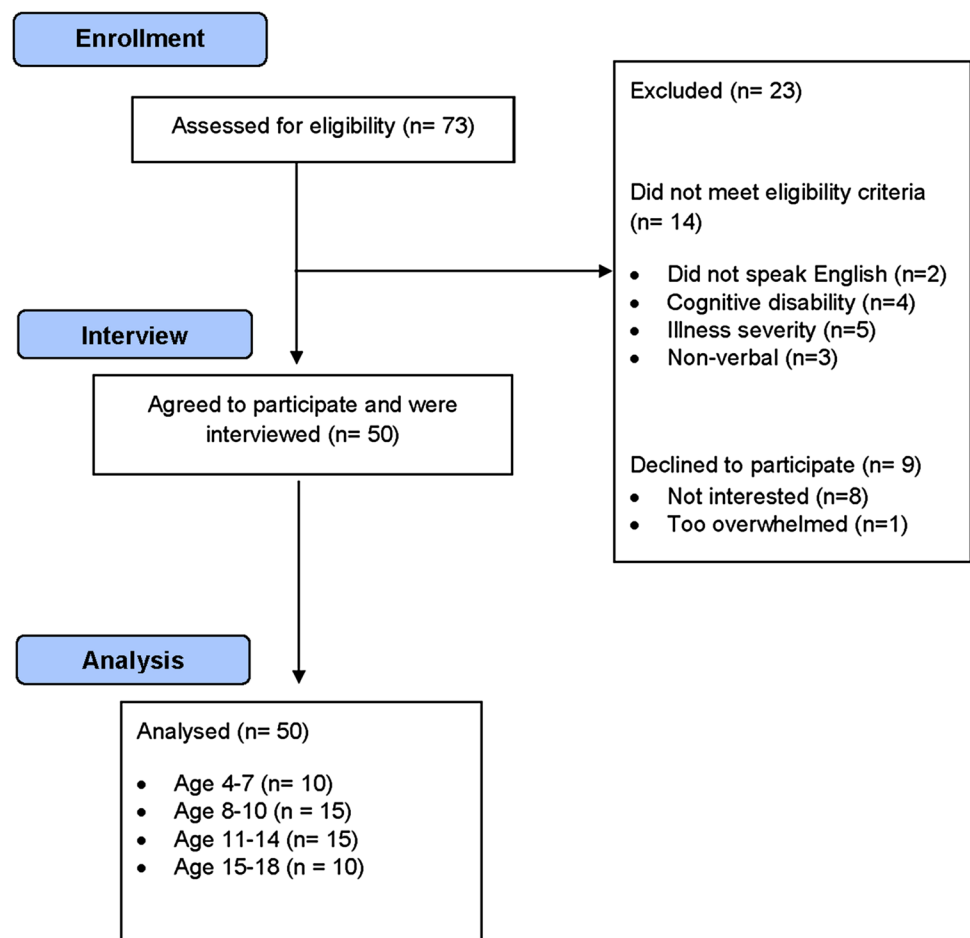 Enrollment
Assessed for eligibility (n= 73)
Excluded (n= 23)
Did not meet eligibility criteria
(n= 14)
• Did not speak English (n=2)
• Cognitive disability (n=4)
• Illness severity (n=5)
• Non-verbal (n=3)
Declined to participate (n= 9)
• Not interested (n=8)
• Too overwhelmed (n=1)
Interview
Agreed to participate and were
interviewed (n= 50)
Analysis
Analysed (n= 50)
• Age 4-7 (n= 10)
• Age 8-10 (n = 15)
• Age 11-14 (n= 15)
• Age 15-18 (n = 10)